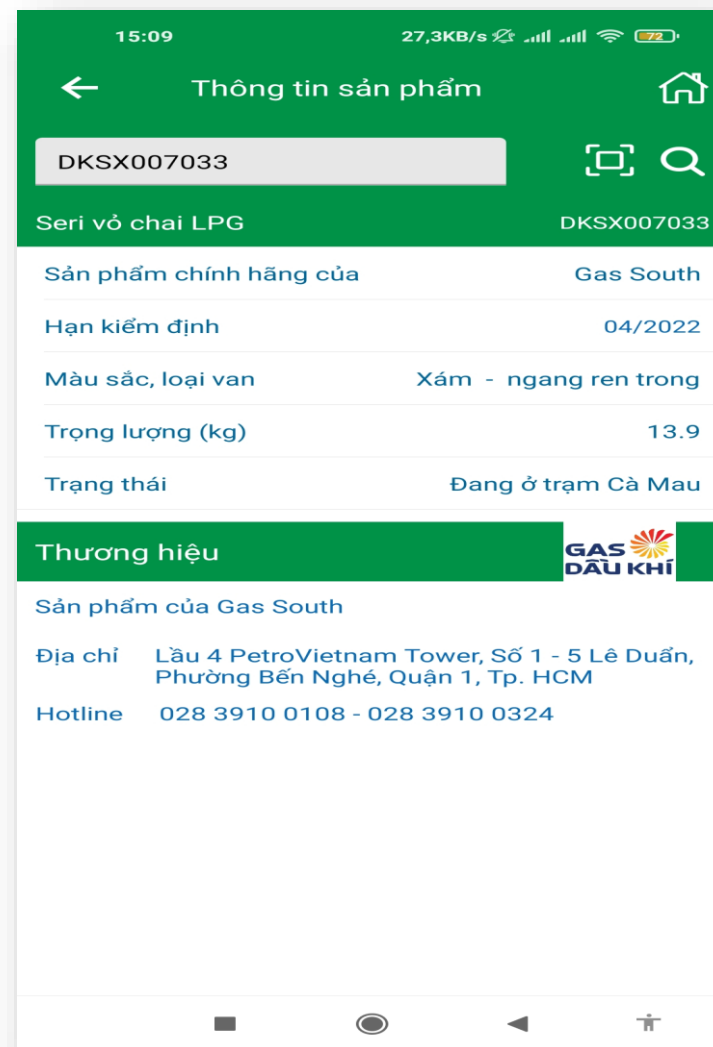 15:09 27,3KB/s 72
Thông tin sản phẩm
DKSX007033
Seri vỏ chai LPG DKSX007033
Sản phẩm chính hãng của Gas South
Hạn kiểm định 04/2022
Màu sắc, loại van Xám - ngang ren trong
Trọng lượng (kg) 13.9
Trạng thái Đang ở trạm Cà Mau
Thương hiệu GAS
DẦU KHÍ
Sản phẩm của Gas South
Địa chỉ Lầu 4 PetroVietnam Tower, Số 1 - 5 Lê Duẩn,
Phường Bến Nghé, Quận 1, Tp. HCM
Hotline 028 3910 0108 - 028 3910 0324